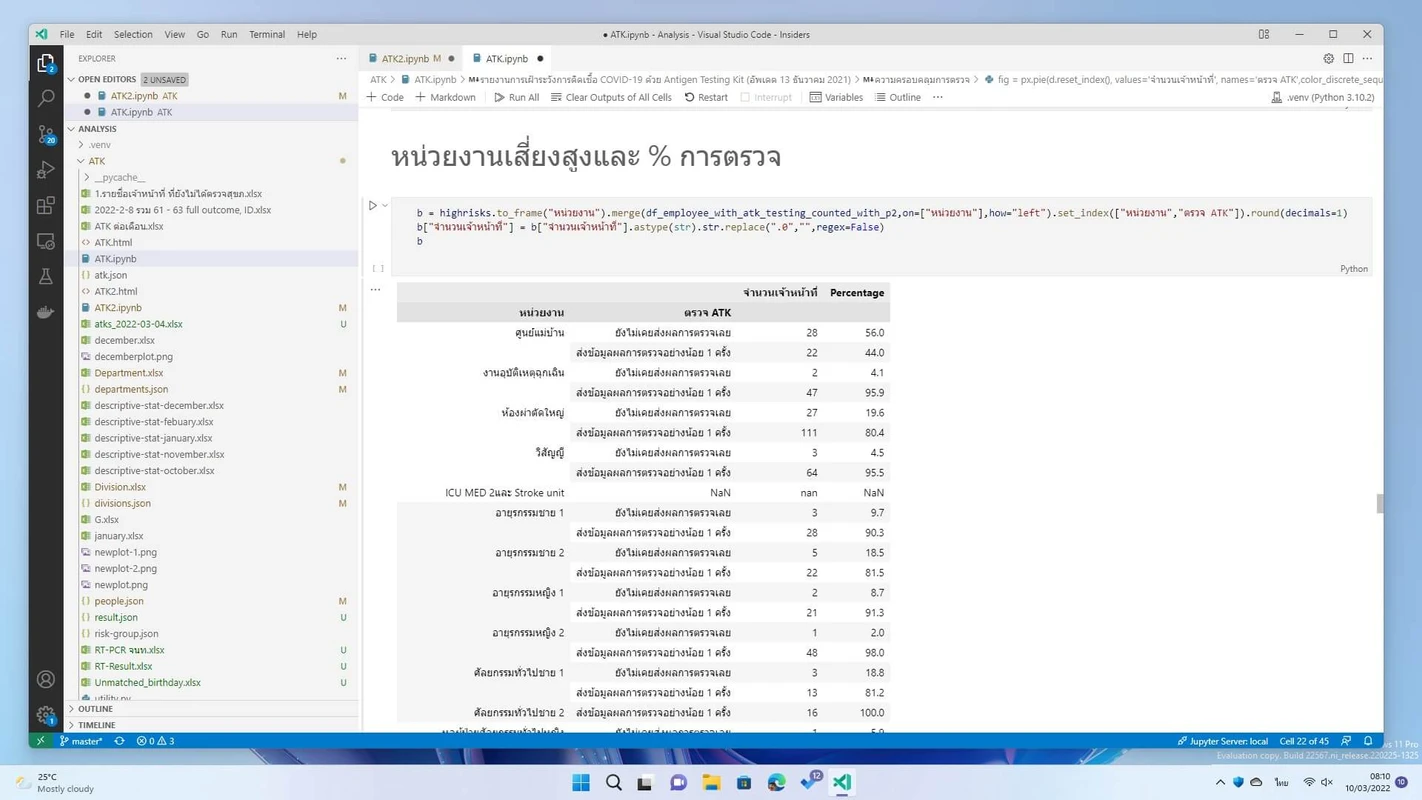 File Edit Selection View Go Run Terminal Help
● ATK.ipynb - Analysis - Visual Studio Code - Insiders
EXPLORER
OPEN EDITORS 2 UNSAVED
ATK2.ipynb ATK M
ATK.ipynb ATK
ANALYSIS
.venv
ATK
__pycache__
1.รายชื่อเจ้าหน้าที่ ที่ยังไม่ได้ตรวจสุขภ.xlsx
2022-2-8 รวม 61 - 63 full outcome, ID.xlsx
ATK ต่อเดือน.xlsx
ATK.html
ATK.ipynb
atk.json
ATK2.html
ATK2.ipynb M
atks_2022-03-04.xlsx U
december.xlsx
decemberplot.png
Department.xlsx M
departments.json M
descriptive-stat-december.xlsx
descriptive-stat-febuary.xlsx
descriptive-stat-january.xlsx
descriptive-stat-november.xlsx
descriptive-stat-october.xlsx
Division.xlsx M
divisions.json M
G.xlsx
january.xlsx
newplot-1.png
newplot-2.png
newplot.png
people.json M
result.json U
risk-group.json
RT-PCR จนท.xlsx U
RT-Result.xlsx U
Unmatched_birthday.xlsx U
utility.py
OUTLINE
TIMELINE
2
20
1
ATK2.ipynb M ATK.ipynb
ATK > ATK.ipynb > รายงานการเฝ้าระวังการติดเชื้อ COVID-19 ด้วย Antigen Testing Kit (อัพเดค 13 ธันวาคม 2021) > ความครอบคลุมการตรวจ > fig = px.pie(d.reset_index(), values='จำนวนเจ้าหน้าที่', names='ตรวจ ATK',color_discrete_sequ
Code Markdown Run All Clear Outputs of All Cells Restart Interrupt Variables Outline ... .venv (Python 3.10.2)
หน่วยงานเสี่ยงสูงและ % การตรวจ
b = highrisks.to_frame("หน่วยงาน").merge(df_employee_with_atk_testing_counted_with_p2,on=["หน่วยงาน"],how="left").set_index(["หน่วยงาน","ตรวจ ATK"]).round(decimals=1)
b["จำนวนเจ้าหน้าที่"] = b["จำนวนเจ้าหน้าที่"].astype(str).str.replace(".0","",regex=False)
b
[ ] Python
จำนวนเจ้าหน้าที่ Percentage
หน่วยงาน ตรวจ ATK
ศูนย์แม่บ้าน ยังไม่เคยส่งผลการตรวจเลย 28 56.0
ส่งข้อมูลผลการตรวจอย่างน้อย 1 ครั้ง 22 44.0
งานอุบัติเหตุฉุกเฉิน ยังไม่เคยส่งผลการตรวจเลย 2 4.1
ส่งข้อมูลผลการตรวจอย่างน้อย 1 ครั้ง 47 95.9
ห้องผ่าตัดใหญ่ ยังไม่เคยส่งผลการตรวจเลย 27 19.6
ส่งข้อมูลผลการตรวจอย่างน้อย 1 ครั้ง 111 80.4
วิสัญญี ยังไม่เคยส่งผลการตรวจเลย 3 4.5
ส่งข้อมูลผลการตรวจอย่างน้อย 1 ครั้ง 64 95.5
ICU MED 2และ Stroke unit NaN nan NaN
อายุรกรรมชาย 1 ยังไม่เคยส่งผลการตรวจเลย 3 9.7
ส่งข้อมูลผลการตรวจอย่างน้อย 1 ครั้ง 28 90.3
อายุรกรรมชาย 2 ยังไม่เคยส่งผลการตรวจเลย 5 18.5
ส่งข้อมูลผลการตรวจอย่างน้อย 1 ครั้ง 22 81.5
อายุรกรรมหญิง 1 ยังไม่เคยส่งผลการตรวจเลย 2 8.7
ส่งข้อมูลผลการตรวจอย่างน้อย 1 ครั้ง 21 91.3
อายุรกรรมหญิง 2 ยังไม่เคยส่งผลการตรวจเลย 1 2.0
ส่งข้อมูลผลการตรวจอย่างน้อย 1 ครั้ง 48 98.0
ศัลยกรรมทั่วไปชาย 1 ยังไม่เคยส่งผลการตรวจเลย 3 18.8
ส่งข้อมูลผลการตรวจอย่างน้อย 1 ครั้ง 13 81.2
ศัลยกรรมทั่วไปชาย 2 ส่งข้อมูลผลการตรวจอย่างน้อย 1 ครั้ง 16 100.0
master* 0 3 Jupyter Server: local Cell 22 of 45
Evaluation copy. Build 22567.ni_release.220225-1325
25°C
Mostly cloudy
12
ไทย
08:10
10/03/2022 10